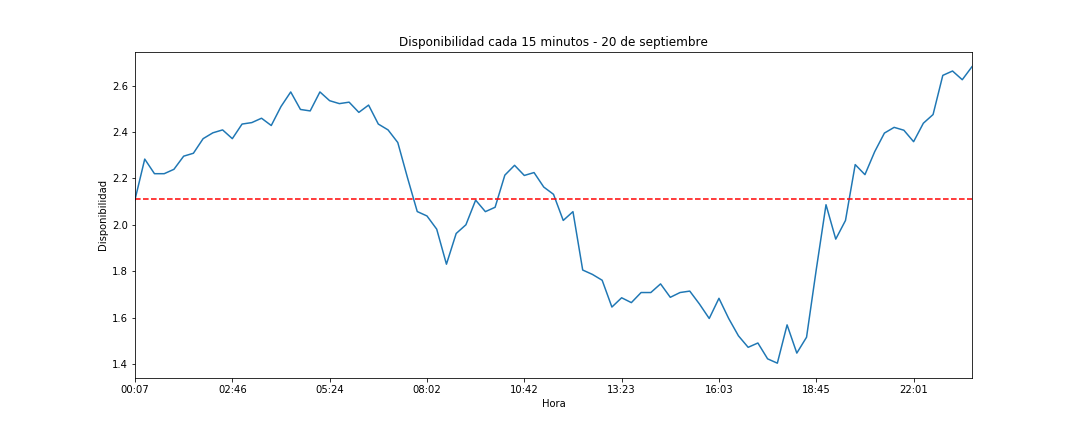 Disponibilidad cada 15 minutos - 20 de septiembre
Disponibilidad
2.6
2.4
2.2
2.0
1.8
1.6
1.4
00:07 02:46 05:24 08:02 10:42 13:23 16:03 18:45 22:01
Hora